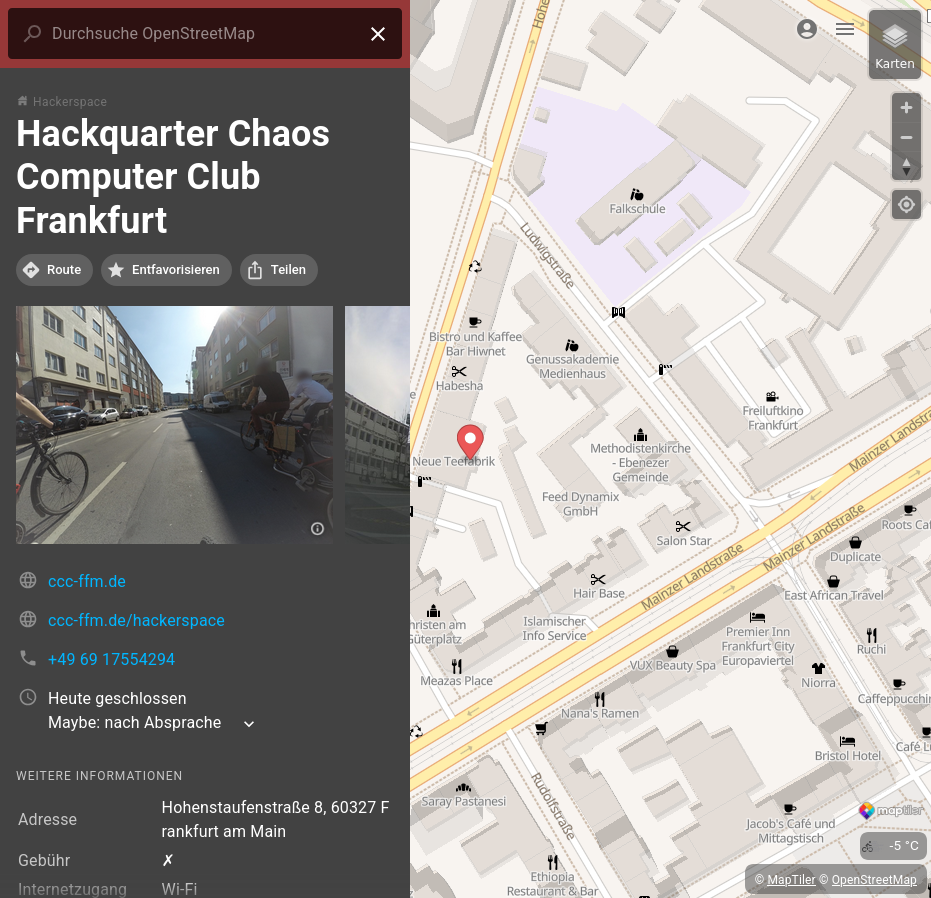 Durchsuche OpenStreetMap
Hackerspace
Hackquarter Chaos
Computer Club
Frankfurt
Route
Entfavorisieren
Teilen
ccc-ffm.de
ccc-ffm.de/hackerspace
+49 69 17554294
Heute geschlossen
Maybe: nach Absprache
WEITERE INFORMATIONEN
Adresse
Hohenstaufenstraße 8, 60327 F
rankfurt am Main
Gebühr
✗
Internetzugang
Wi-Fi
Karten
Falkschule
Ludwigstraße
Bistro und Kaffee
Bar Hiwnet
Genussakademie
Medienhaus
Habesha
Freiluftkino
Frankfurt
Methodistenkirche
- Ebenezer
Gemeinde
Neue Teefabrik
Feed Dynamix
GmbH
Mainzer Landstra
Roots Caf
Salon Star
Duplicate
Mainzer Landstraße
Mainzer Landstraße
Hair Base
East African Travel
Islamischer
Info Service
hristen am
Güterplatz
Premier Inn
Frankfurt City
Europaviertel
Ruchi
VUX Beauty Spa
Meazas Place
Niorra
Caffeppuccin
Nana's Ramen
Café Lu
Bristol Hotel
Rudolfstraße
Saray Pastanesi
Jacob's Café und
Mittagstisch
maptiler
-5 °C
Ethiopia
Restaurant & Bar
© MapTiler © OpenStreetMap